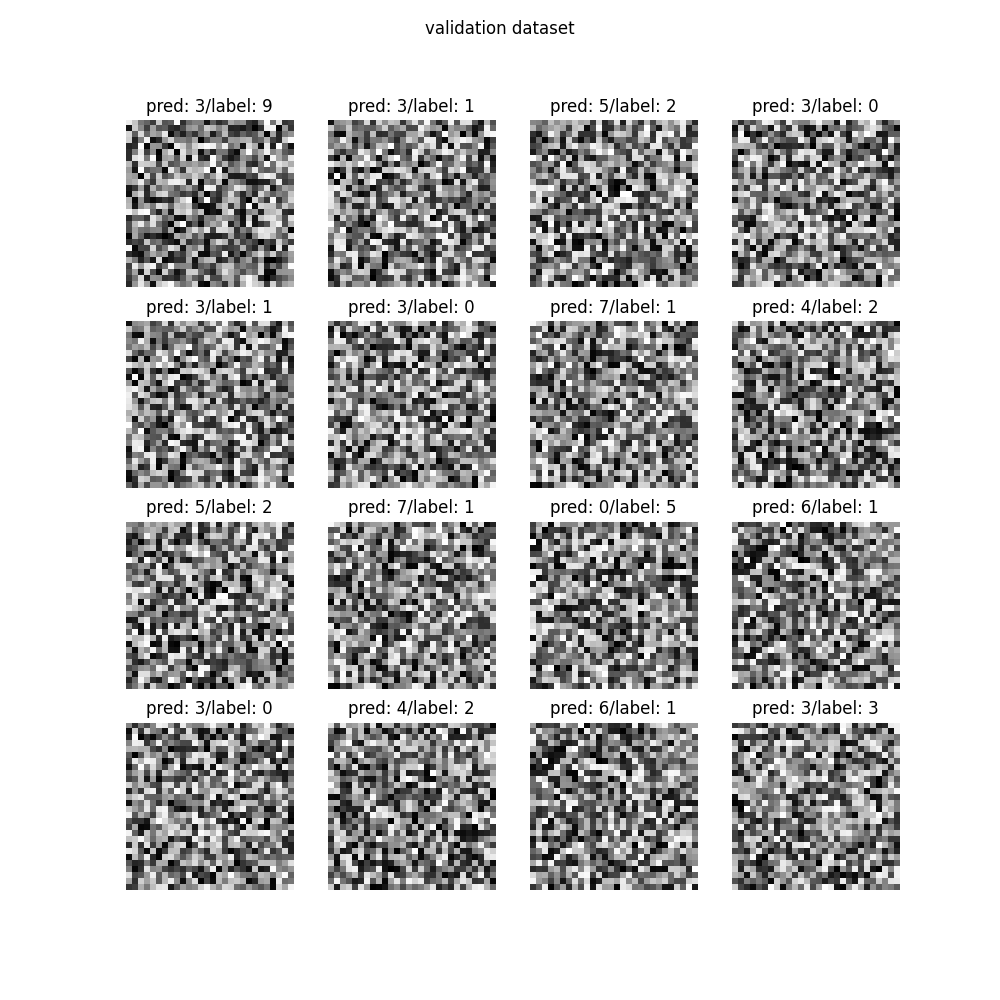 validation dataset
pred: 3/label: 9 pred: 3/label: 1 pred: 5/label: 2 pred: 3/label: 0
pred: 3/label: 1 pred: 3/label: 0 pred: 7/label: 1 pred: 4/label: 2
pred: 5/label: 2 pred: 7/label: 1 pred: 0/label: 5 pred: 6/label: 1
pred: 3/label: 0 pred: 4/label: 2 pred: 6/label: 1 pred: 3/label: 3